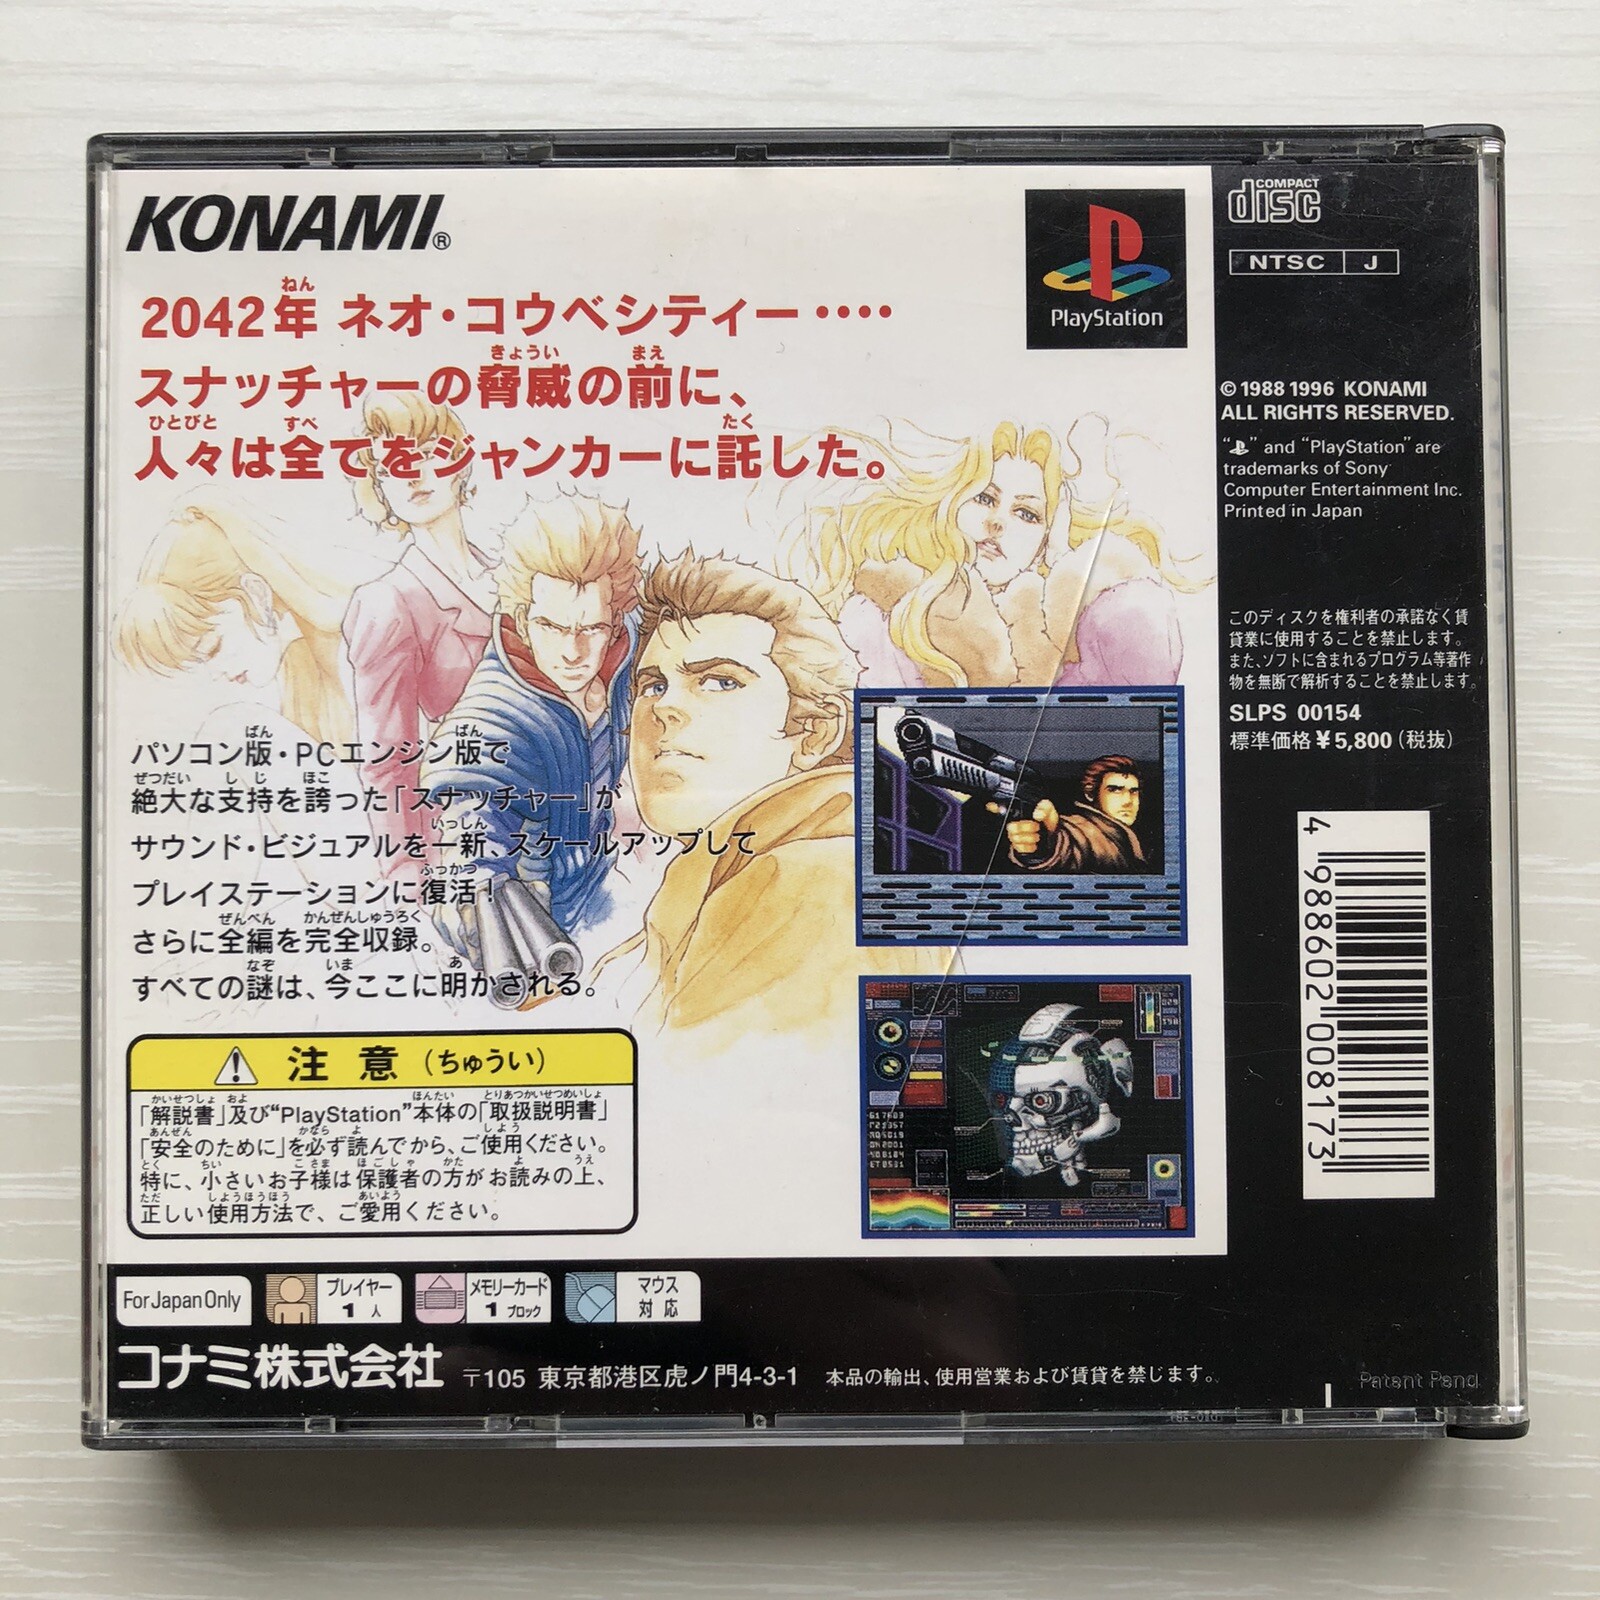 KONAMI®
2042年 ネオ・コウベシティー‥‥
スナッチャーの脅威の前に、
人々は全てをジャンカーに託した。
PlayStation
COMPACT
disc
NTSC J
© 1988 1996 KONAMI
ALL RIGHTS RESERVED.
“PS” and “PlayStation” are
trademarks of Sony
Computer Entertainment Inc.
Printed in Japan
このディスクを権利者の承諾なく賃
貸業に使用することを禁止します。
また、ソフトに含まれるプログラム等著作
物を無断で解析することを禁止します。
SLPS 00154
標準価格¥5,800(税抜)
4 988602 008173
パソコン版・PCエンジン版で
絶大な支持を誇った「スナッチャー」が
サウンド・ビジュアルを一新、スケールアップして
プレイステーションに復活!
さらに全編を完全収録。
すべての謎は、今ここに明かされる。
注意(ちゅうい)
「解説書」及び“PlayStation”本体の「取扱説明書」
「安全のために」を必ず読んでから、ご使用ください。
特に、小さいお子様は保護者の方がお読みの上、
正しい使用方法で、ご愛用ください。
For Japan Only
プレイヤー
1人
メモリーカード
1ブロック
マウス
対応
コナミ株式会社 〒105 東京都港区虎ノ門4-3-1 本品の輸出、使用営業および賃貸を禁じます。
Patent Pend